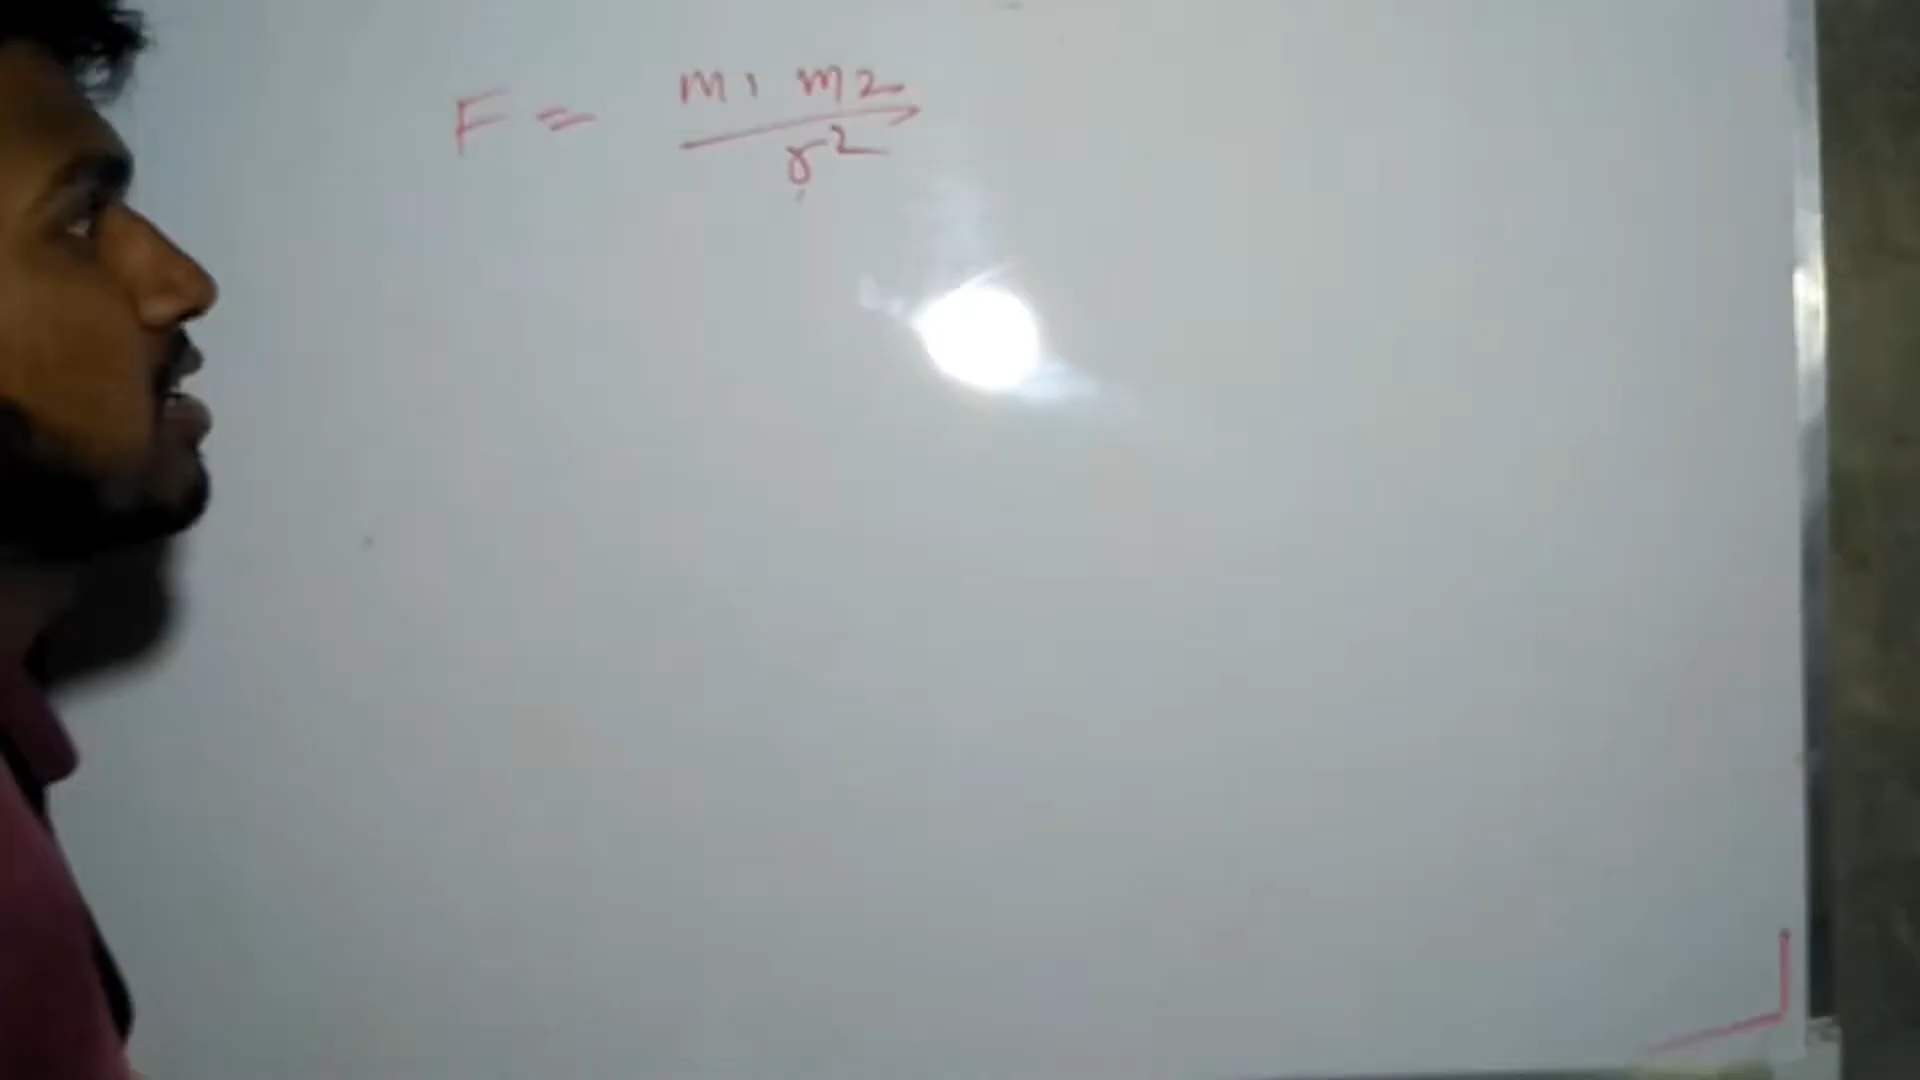 F = m1 m2 / r²